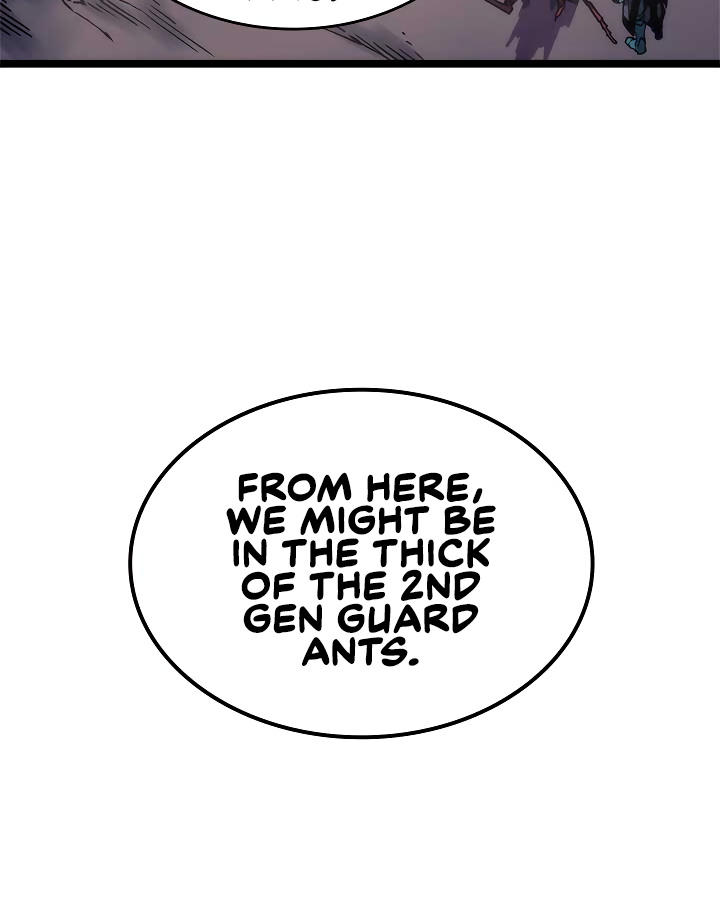 FROM HERE,
WE MIGHT BE
IN THE THICK
OF THE 2ND
GEN GUARD
ANTS.